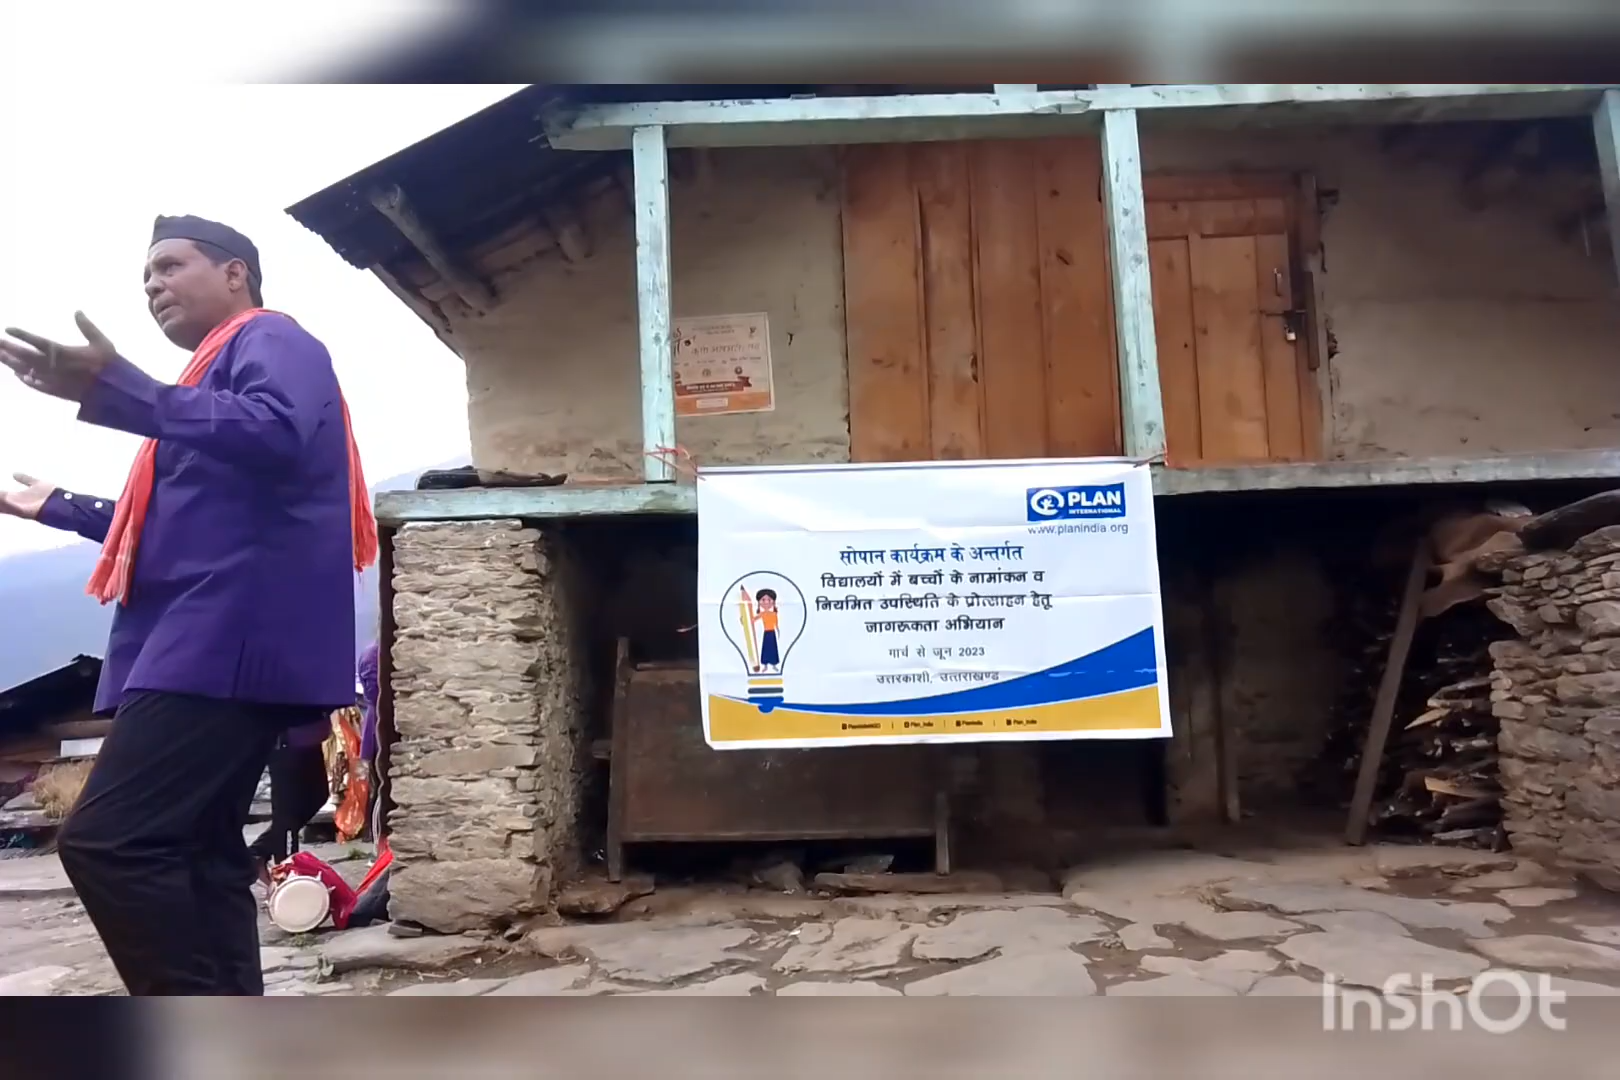 PLAN
INTERNATIONAL
www.planindia.org
सोपान कार्यक्रम के अन्तर्गत
विद्यालयों में बच्चों के नामांकन व
नियमित उपस्थिति के प्रोत्साहन हेतू
जागरूकता अभियान
मार्च से जून 2023
उत्तरकाशी, उत्तराखण्ड
Plan_India
InShOt